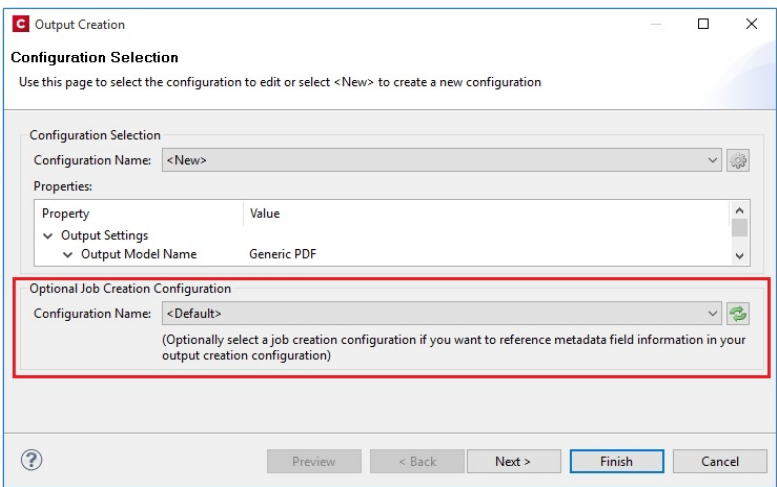 C Output Creation
Configuration Selection
Use this page to select the configuration to edit or select <New> to create a new configuration
Configuration Selection
Configuration Name: <New>
Properties:
Property Value
Output Settings
Output Model Name Generic PDF
Optional Job Creation Configuration
Configuration Name: <Default>
(Optionally select a job creation configuration if you want to reference metadata field information in your
output creation configuration)
? Preview < Back Next > Finish Cancel